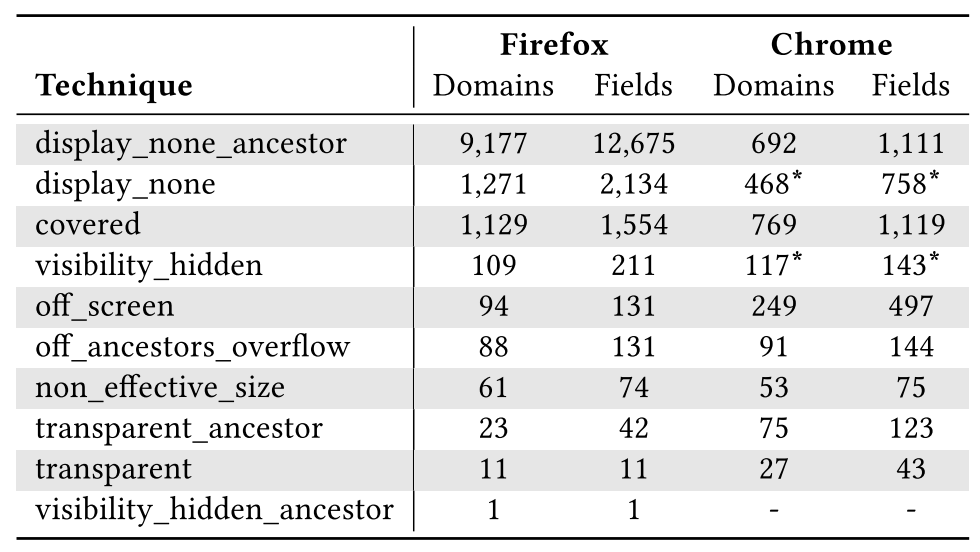 Firefox Chrome
Technique Domains Fields Domains Fields
display_none_ancestor 9,177 12,675 692 1,111
display_none 1,271 2,134 468* 758*
covered 1,129 1,554 769 1,119
visibility_hidden 109 211 117* 143*
off_screen 94 131 249 497
off_ancestors_overflow 88 131 91 144
non_effective_size 61 74 53 75
transparent_ancestor 23 42 75 123
transparent 11 11 27 43
visibility_hidden_ancestor 1 1 - -